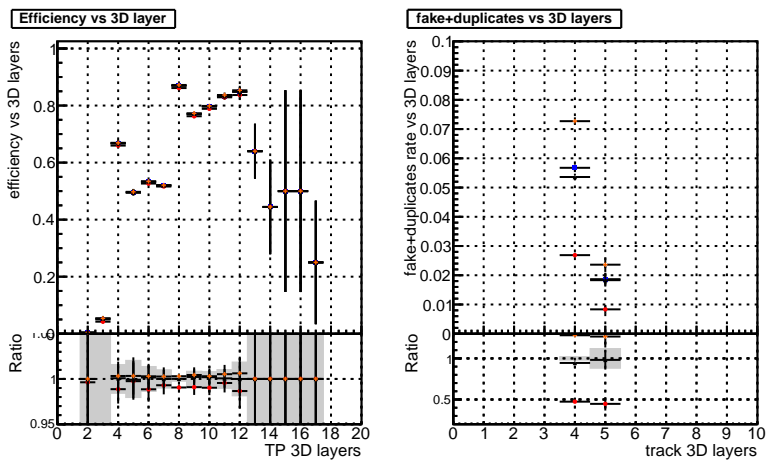 Efficiency vs 3D layer
efficiency vs 3D layers
1
0.8
0.6
0.4
0.2
0
Ratio
1
0.95
0 2 4 6 8 10 12 14 16 18 20
TP 3D layers
fake+duplicates vs 3D layers
fake+duplicates rate vs 3D layers
0.1
0.09
0.08
0.07
0.06
0.05
0.04
0.03
0.02
0.01
0
Ratio
1
0.5
0 1 2 3 4 5 6 7 8 9 10
track 3D layers